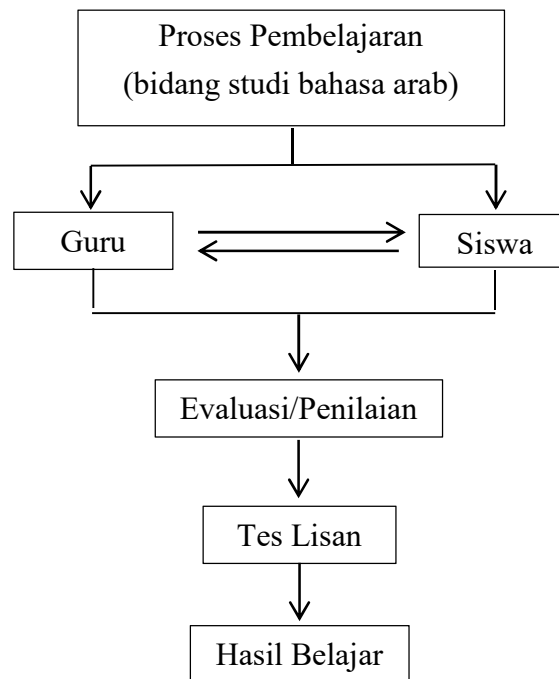 Proses Pembelajaran
(bidang studi bahasa arab)
Guru
Siswa
Evaluasi/Penilaian
Tes Lisan
Hasil Belajar